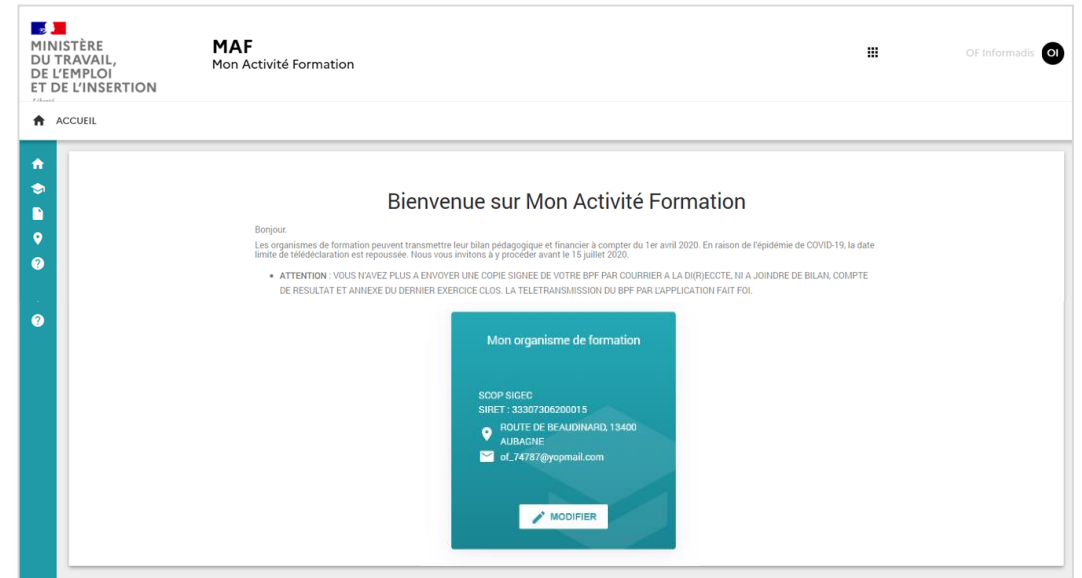 MINISTÈRE
DU TRAVAIL,
DE L'EMPLOI
ET DE L'INSERTION
MAF
Mon Activité Formation
OF Informadis OI
ACCUEIL
Bienvenue sur Mon Activité Formation
Bonjour.
Les organismes de formation peuvent transmettre leur bilan pédagogique et financier à compter du 1er avril 2020. En raison de l'épidémie de COVID-19, la date
limite de télédéclaration est repoussée. Nous vous invitons à y procéder avant le 15 juillet 2020.
• ATTENTION : VOUS N'AVEZ PLUS A ENVOYER UNE COPIE SIGNEE DE VOTRE BPF PAR COURRIER A LA DI(R)ECCTE, NI A JOINDRE DE BILAN, COMPTE
DE RESULTAT ET ANNEXE DU DERNIER EXERCICE CLOS. LA TELETRANSMISSION DU BPF PAR L'APPLICATION FAIT FOI.
Mon organisme de formation
SCOP SIGEC
SIRET : 33307306200015
ROUTE DE BEAUDINARD, 13400
AUBAGNE
of_74787@yopmail.com
MODIFIER